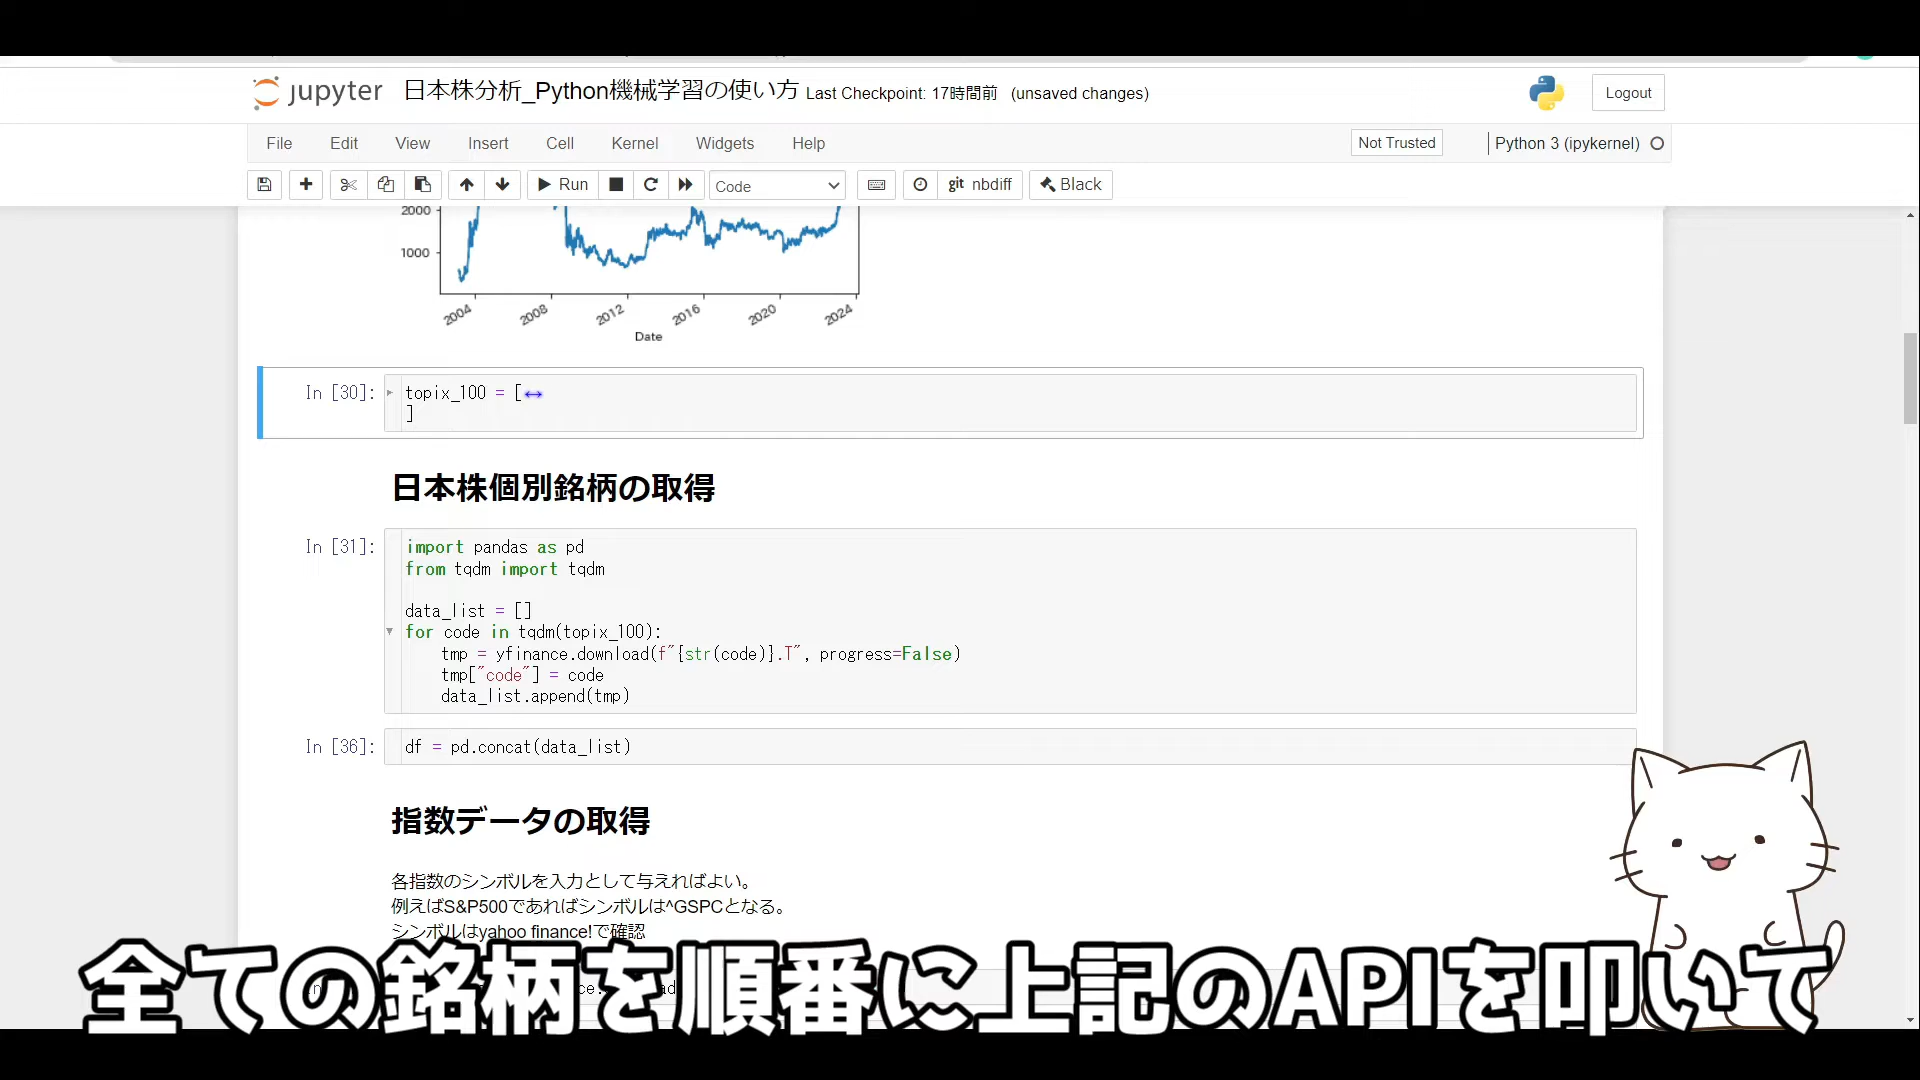 jupyter 日本株分析_Python機械学習の使い方 Last Checkpoint: 17時間前 (unsaved changes)
Logout
File Edit View Insert Cell Kernel Widgets Help
Not Trusted
Python 3 (ipykernel)
Run
Code
git nbdiff
Black
2000
1000
2004 2008 2012 2016 2020 2024
Date
In [30]:
topix_100 = [
]
日本株個別銘柄の取得
In [31]:
import pandas as pd
from tqdm import tqdm
data_list = []
for code in tqdm(topix_100):
tmp = yfinance.download(f"{str(code)}.T", progress=False)
tmp["code"] = code
data_list.append(tmp)
In [36]:
df = pd.concat(data_list)
指数データの取得
各指数のシンボルを入力として与えればよい。
例えばS&P500であればシンボルは^GSPCとなる。
シンボルはyahoo finance!で確認
全ての銘柄を順番に上記のAPIを叩いて